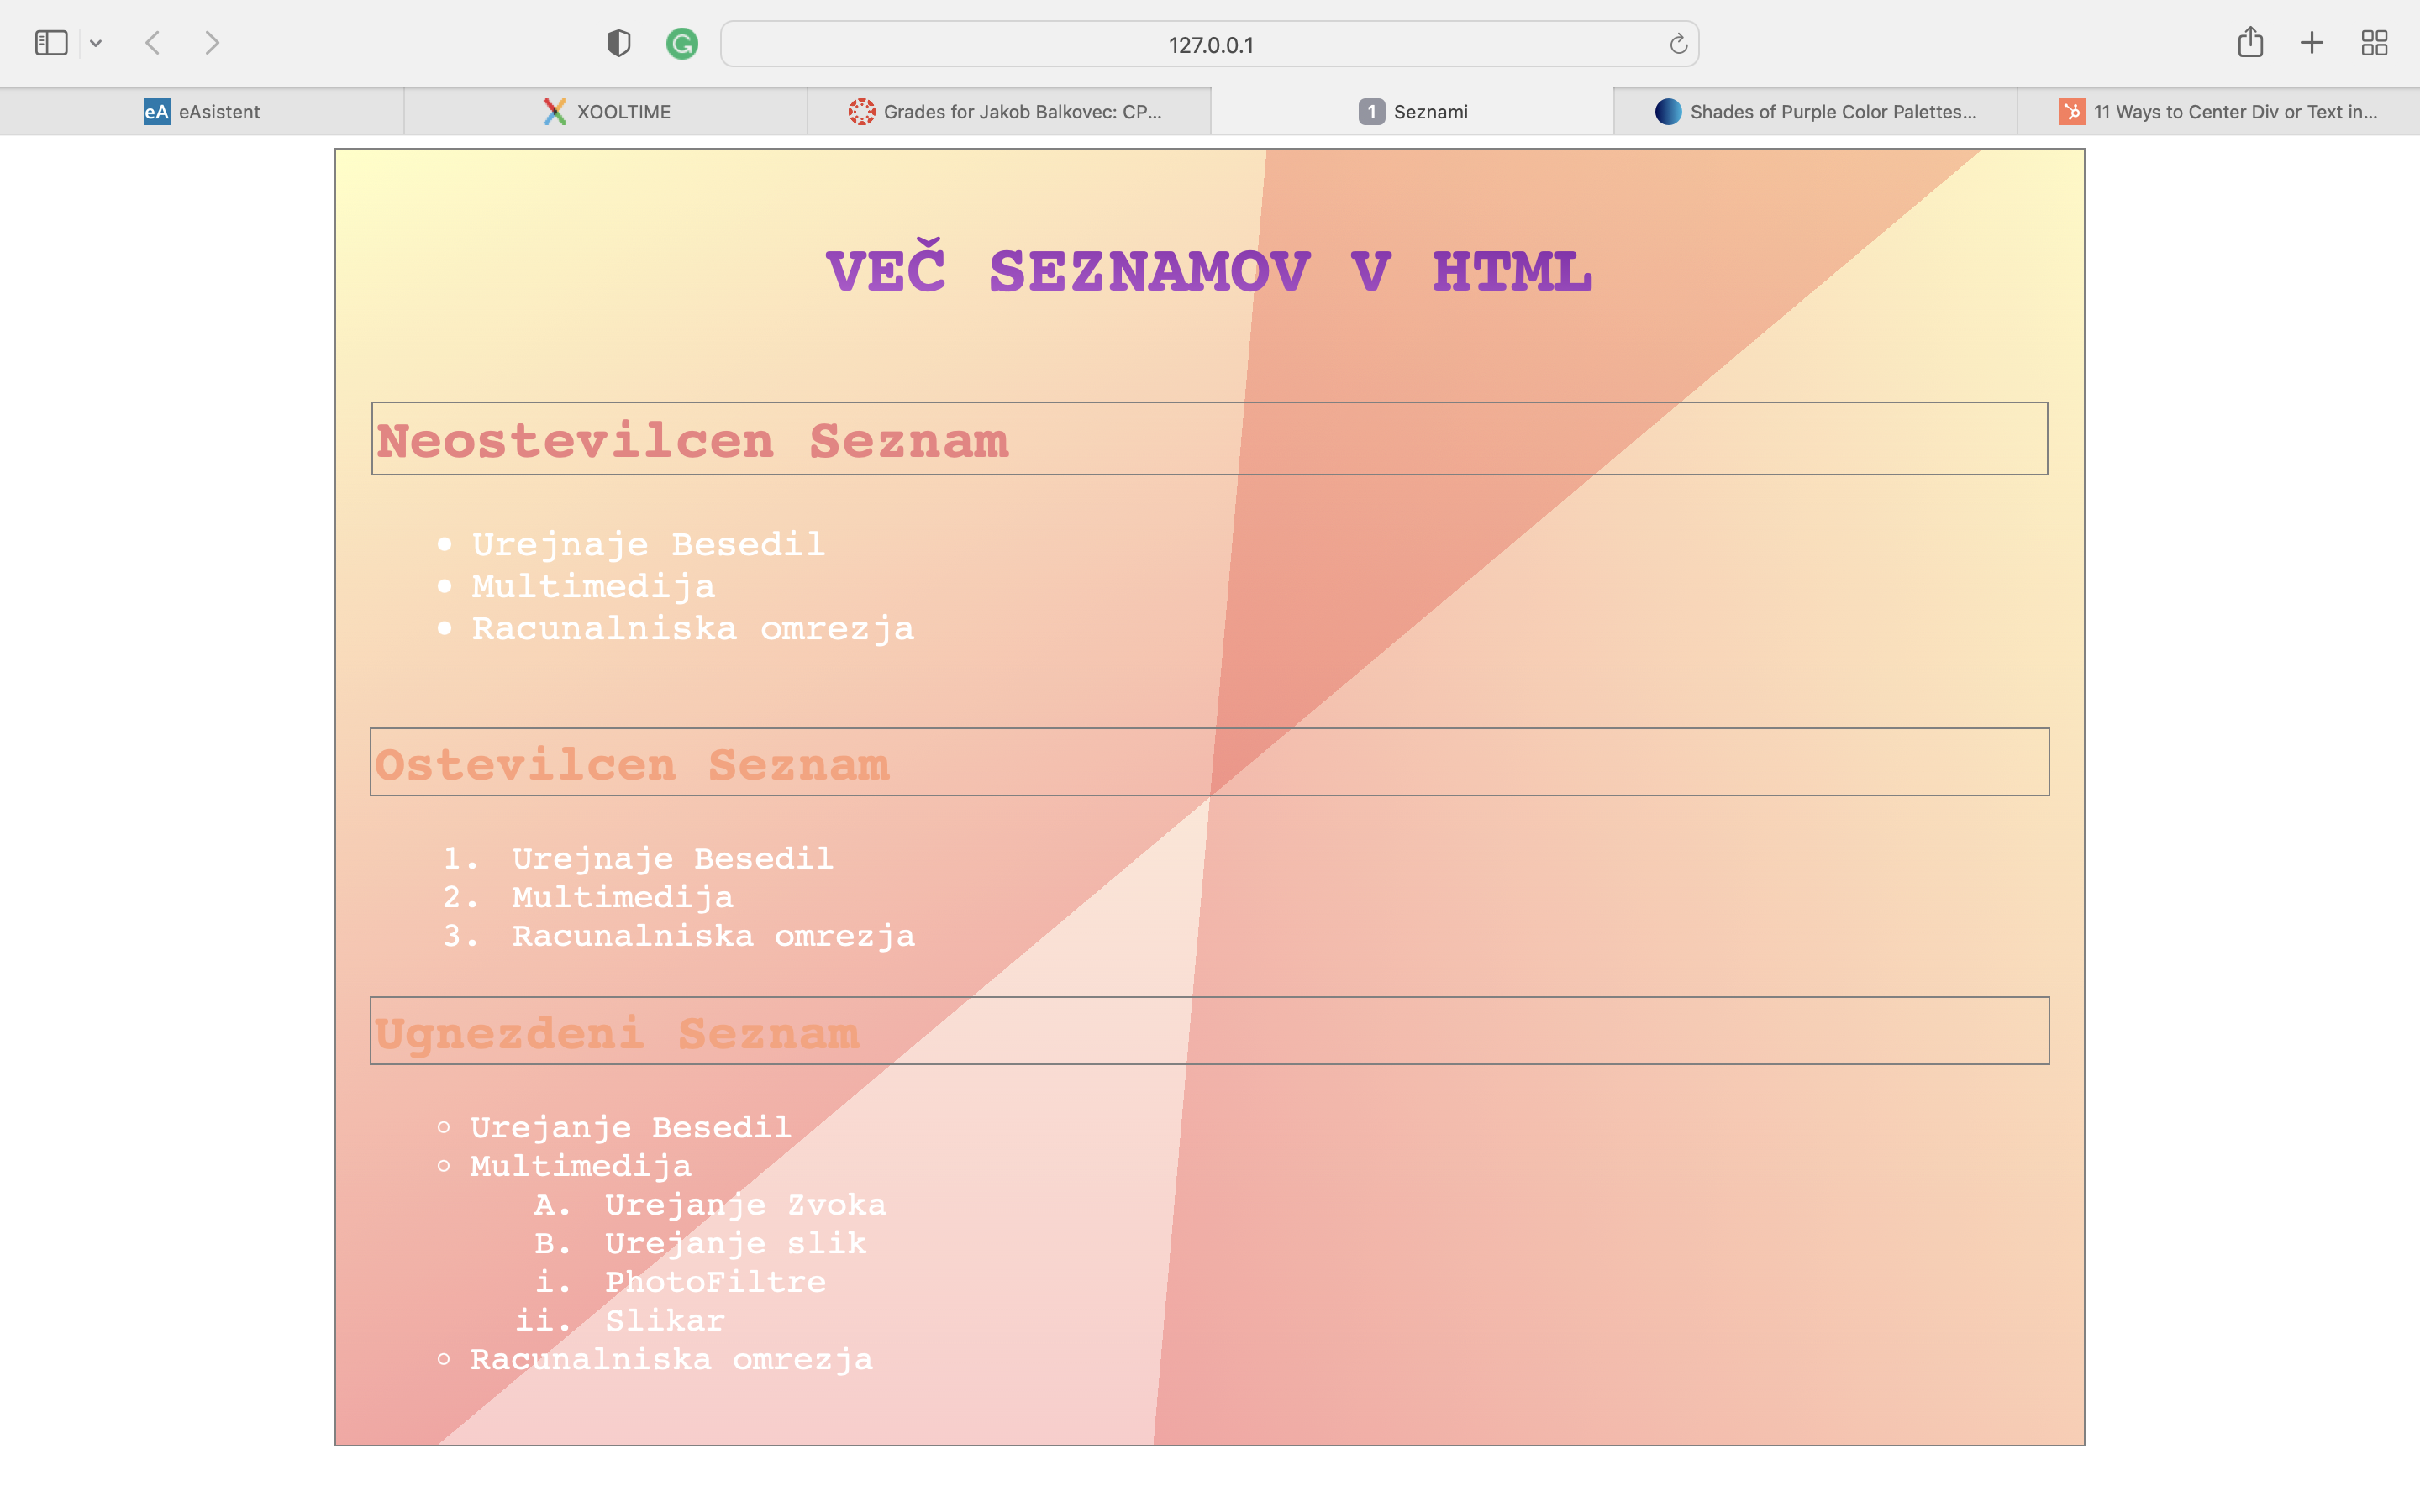 127.0.0.1
eA eAsistent
XOOLTIME
Grades for Jakob Balkovec: CP...
1 Seznami
Shades of Purple Color Palettes...
11 Ways to Center Div or Text in...
VEČ SEZNAMOV V HTML
Neostevilcen Seznam
• Urejnaje Besedil
• Multimedija
• Racunalniska omrezja
Ostevilcen Seznam
1. Urejnaje Besedil
2. Multimedija
3. Racunalniska omrezja
Ugnezdeni Seznam
◦ Urejanje Besedil
◦ Multimedija
A. Urejanje Zvoka
B. Urejanje slik
i. PhotoFiltre
ii. Slikar
◦ Racunalniska omrezja